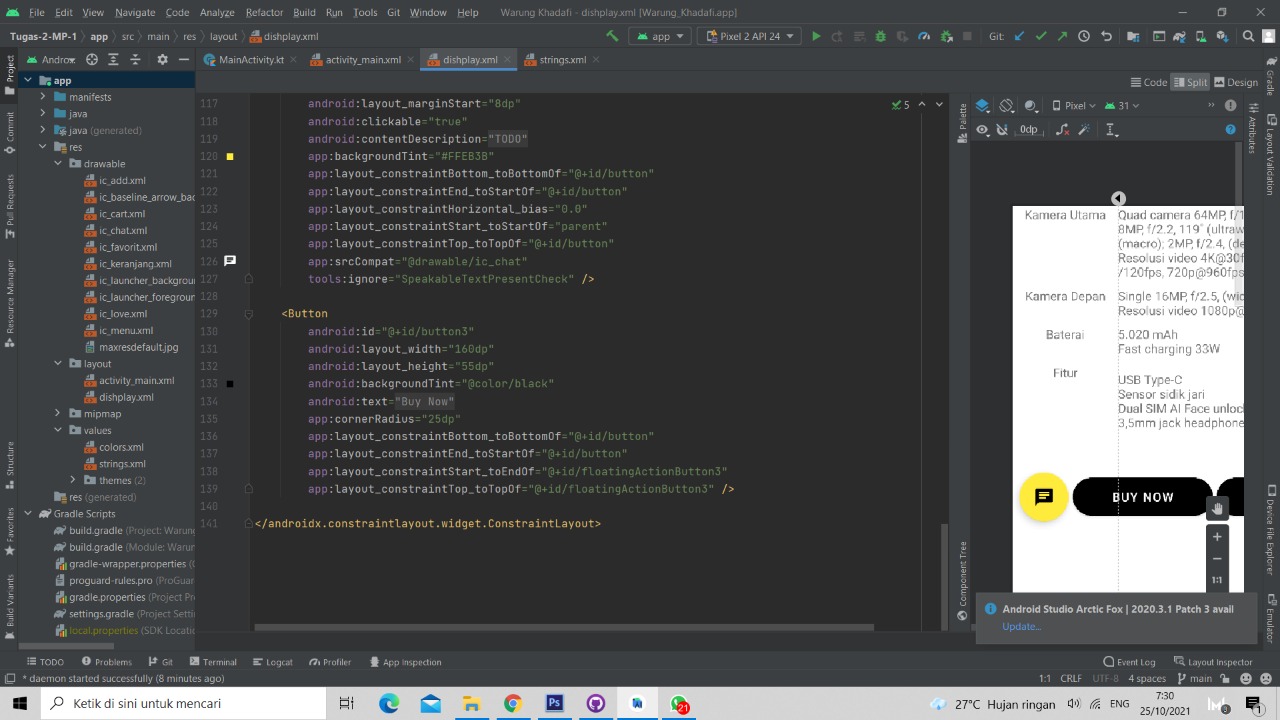 File Edit View Navigate Code Analyze Refactor Build Run Tools Git Window Help Warung Khadafi - dishplay.xml [Warung_Khadafi.app]
Tugas-2-MP-1 app src main res layout dishplay.xml app Pixel 2 API 24 Git:
Androi MainActivity.kt activity_main.xml dishplay.xml strings.xml
Code Split Design
Pixel 31
0dp
Project
Commit
Pull Requests
Resource Manager
Structure
Favorites
Build Variants
app
manifests
java
java (generated)
res
drawable
ic_add.xml
ic_baseline_arrow_bac
ic_cart.xml
ic_chat.xml
ic_favorit.xml
ic_keranjang.xml
ic_launcher_backgrou
ic_launcher_foregroun
ic_love.xml
ic_menu.xml
maxresdefault.jpg
layout
activity_main.xml
dishplay.xml
mipmap
values
colors.xml
strings.xml
themes (2)
res (generated)
Gradle Scripts
build.gradle (Project: Warung
build.gradle (Module: Warun
gradle-wrapper.properties (
proguard-rules.pro (ProGuar
gradle.properties (Project Pr
settings.gradle (Project Settin
local.properties (SDK Locatio
117 android:layout_marginStart="8dp"
118 android:clickable="true"
119 android:contentDescription="TODO"
120 app:backgroundTint="#FFEB3B"
121 app:layout_constraintBottom_toBottomOf="@+id/button"
122 app:layout_constraintEnd_toStartOf="@+id/button"
123 app:layout_constraintHorizontal_bias="0.0"
124 app:layout_constraintStart_toStartOf="parent"
125 app:layout_constraintTop_toTopOf="@+id/button"
126 app:srcCompat="@drawable/ic_chat"
127 tools:ignore="SpeakableTextPresentCheck" />
128
129 <Button
130 android:id="@+id/button3"
131 android:layout_width="160dp"
132 android:layout_height="55dp"
133 android:backgroundTint="@color/black"
134 android:text="Buy Now"
135 app:cornerRadius="25dp"
136 app:layout_constraintBottom_toBottomOf="@+id/button"
137 app:layout_constraintEnd_toStartOf="@+id/button"
138 app:layout_constraintStart_toEndOf="@+id/floatingActionButton3"
139 app:layout_constraintTop_toTopOf="@+id/floatingActionButton3" />
140
141 </androidx.constraintlayout.widget.ConstraintLayout>
5
Palette
Component Tree
Kamera Utama Quad camera 64MP, f/1
8MP, f/2.2, 119˚ (ultraw
(macro); 2MP, f/2.4, (de
Resolusi video 4K@30f
/120fps, 720p@960fps
Kamera Depan Single 16MP, f/2.5, (wid
Resolusi video 1080p@
Baterai 5.020 mAh
Fast charging 33W
Fitur
USB Type-C
Sensor sidik jari
Dual SIM AI Face unloc
3,5mm jack headphone
BUY NOW
1:1
Android Studio Arctic Fox | 2020.3.1 Patch 3 avail
Update...
Gradle
Layout Validation
Attributes
Device File Explorer
Emulator
TODO Problems Git Terminal Logcat Profiler App Inspection Event Log Layout Inspector
* daemon started successfully (8 minutes ago) 1:1 CRLF UTF-8 4 spaces main
Ketik di sini untuk mencari Ps 21 27°C Hujan ringan ENG 7:30
25/10/2021